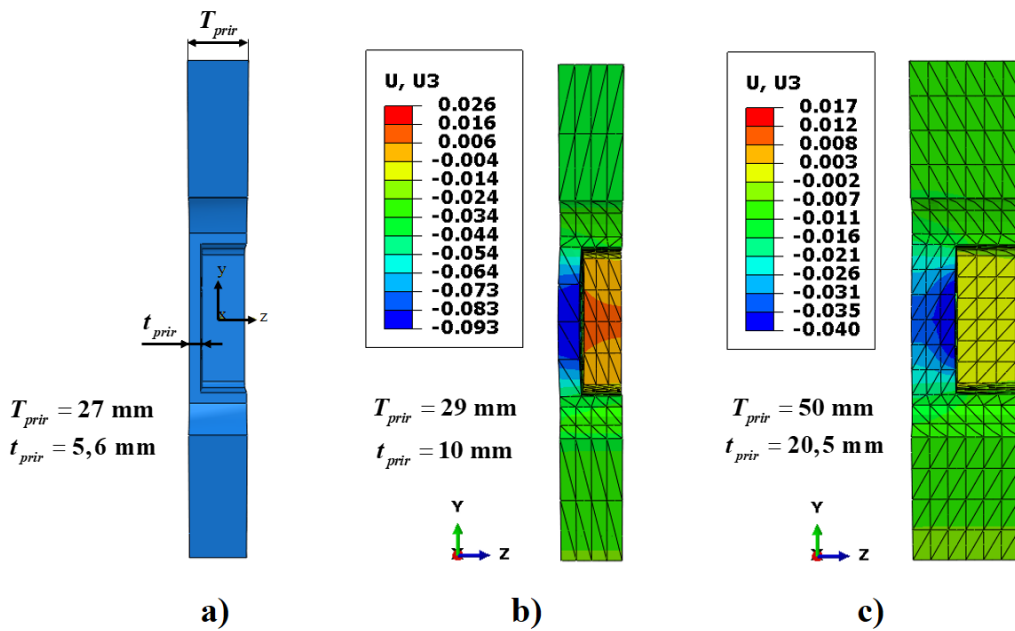 T_prir
y
x
z
t_prir
T_prir = 27 mm
t_prir = 5,6 mm
a)
U, U3
0.026
0.016
0.006
-0.004
-0.014
-0.024
-0.034
-0.044
-0.054
-0.064
-0.073
-0.083
-0.093
T_prir = 29 mm
t_prir = 10 mm
Y
X
Z
b)
U, U3
0.017
0.012
0.008
0.003
-0.002
-0.007
-0.011
-0.016
-0.021
-0.026
-0.031
-0.035
-0.040
T_prir = 50 mm
t_prir = 20,5 mm
Y
X
Z
c)